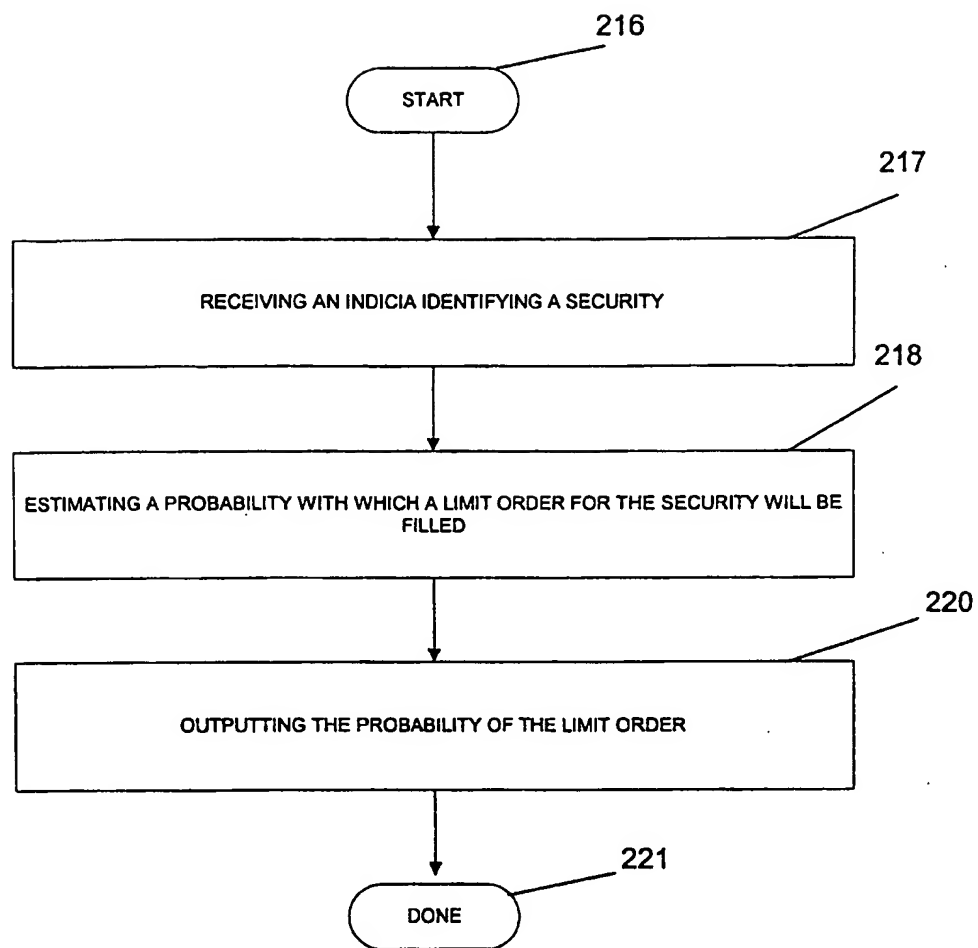 216
START
217
RECEIVING AN INDICIA IDENTIFYING A SECURITY
218
ESTIMATING A PROBABILITY WITH WHICH A LIMIT ORDER FOR THE SECURITY WILL BE
FILLED
220
OUTPUTTING THE PROBABILITY OF THE LIMIT ORDER
221
DONE